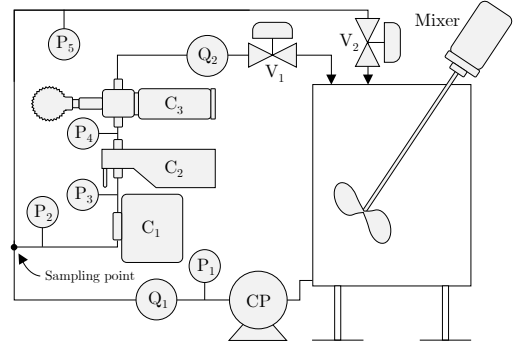 Mixer
P5
Q2
V1
V2
C3
P4
C2
P3
P2
C1
Sampling point
P1
Q1
CP